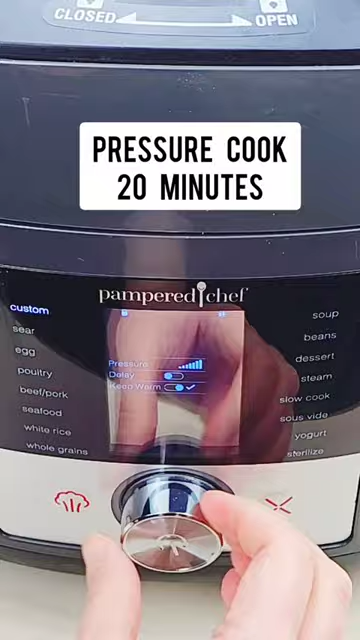 CLOSED OPEN
PRESSURE COOK
20 MINUTES
pampered chef
custom
sear
egg
poultry
beef/pork
seafood
white rice
whole grains
Pressure
Delay
Keep Warm
soup
beans
dessert
steam
slow cook
sous vide
yogurt
sterilize